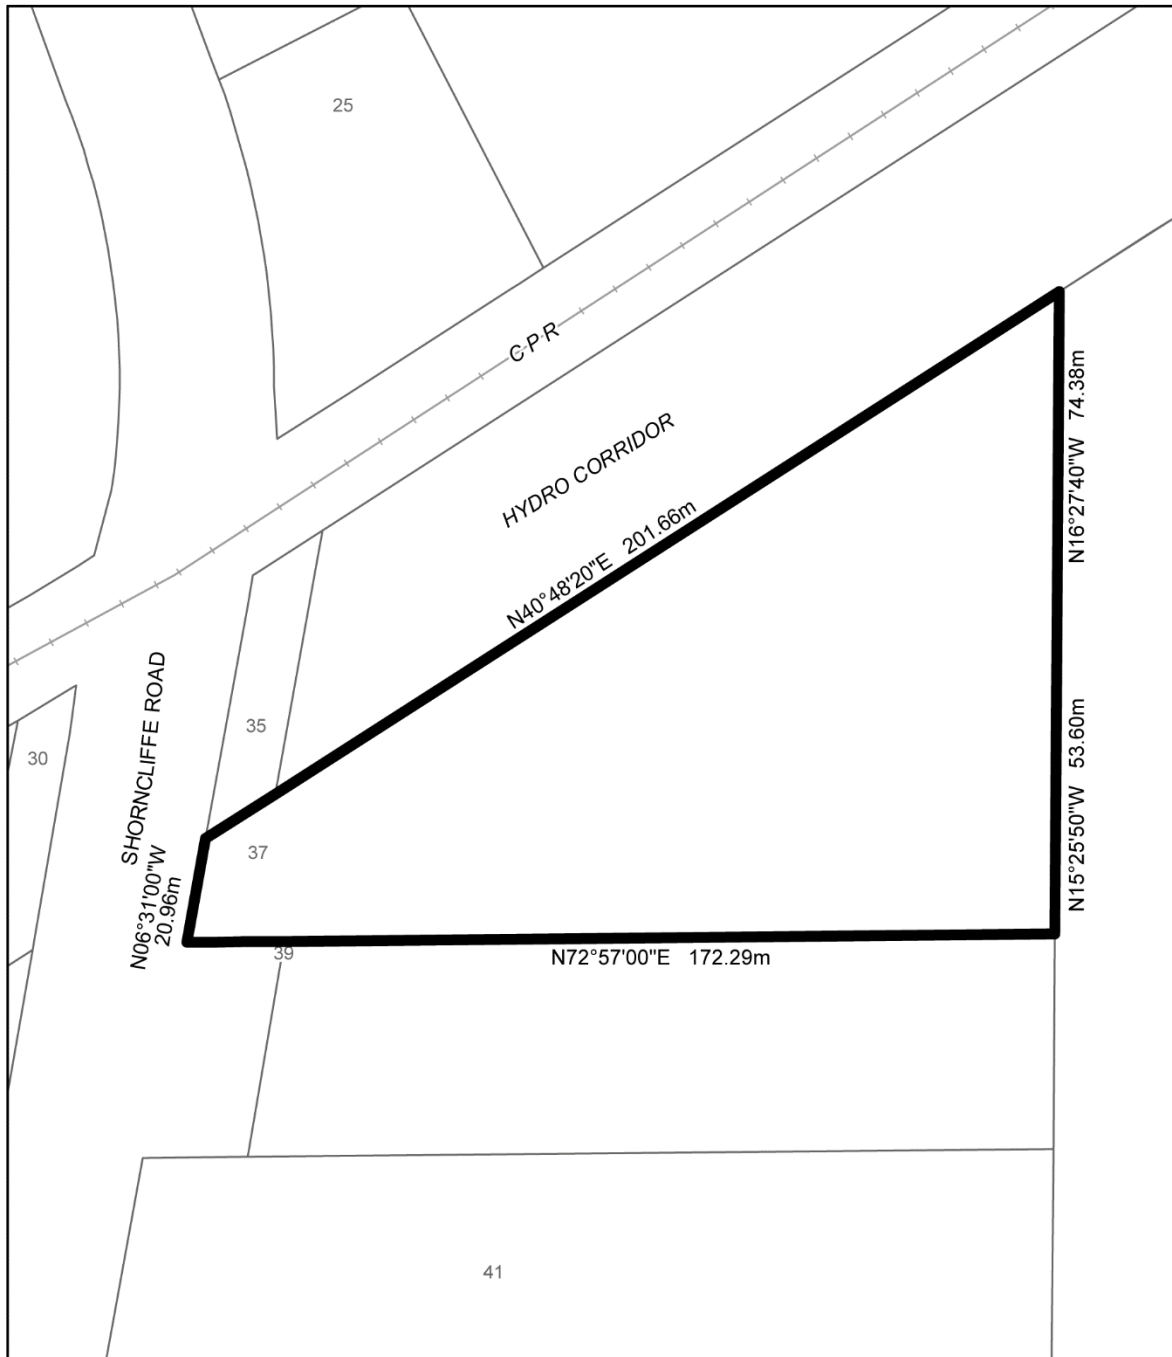 25
C P R
HYDRO CORRIDOR
N40°48'20"E 201.66m
N16°27'40"W 74.38m
35
30
SHORNCLIFFE ROAD
N15°25'50"W 53.60m
37
N06°31'00"W
20.96m
39
N72°57'00"E 172.29m
41